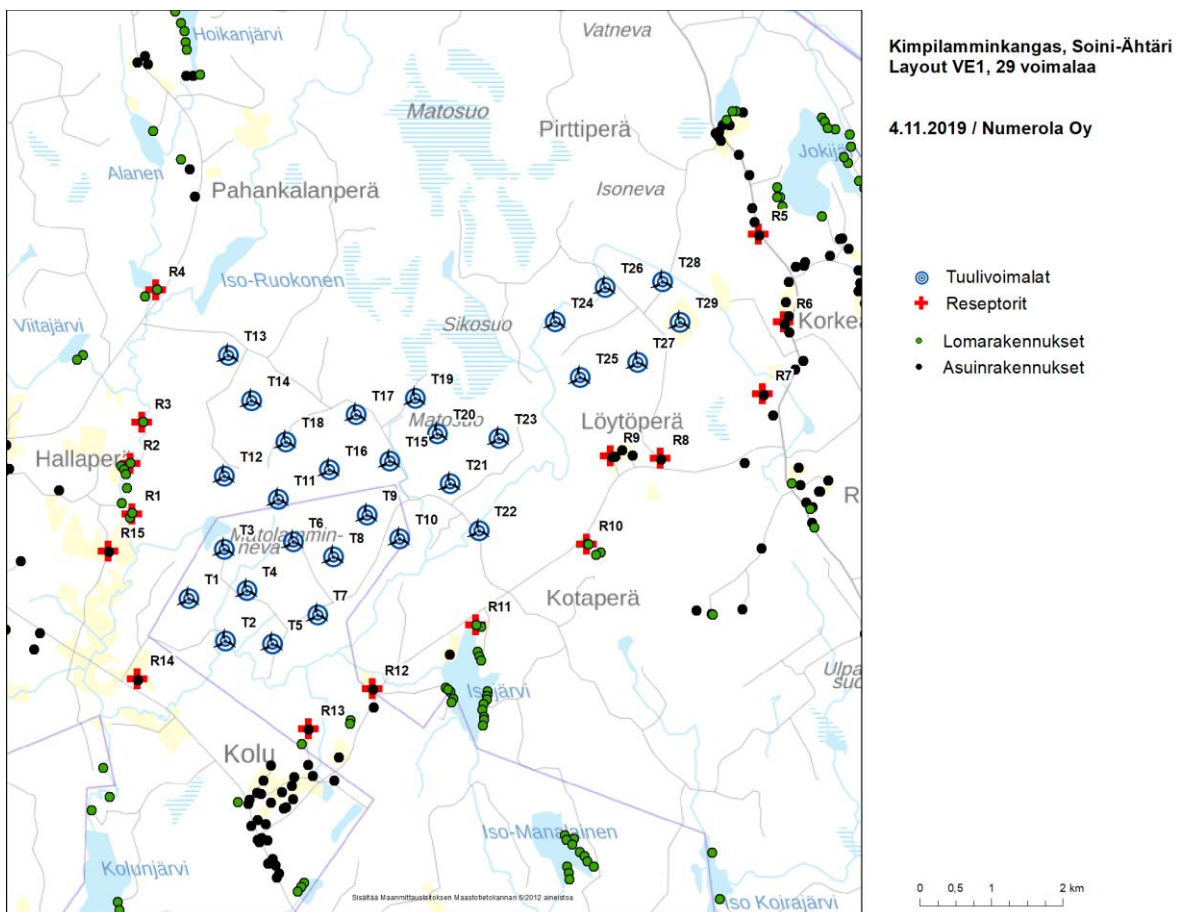 Kimpilamminkangas, Soini-Ähtäri
Layout VE1, 29 voimalaa
4.11.2019 / Numerola Oy
Tuulivoimalat
Reseptorit
Lomarakennukset
Asuinrakennukset
0 0,5 1 2 km
Hoikanjärvi
Vatneva
Matosuo
Pirttiperä
Jokijärvi
Alanen
Pahankalanperä
Isoneva
R5
R4
Iso-Ruokonen
T26
T28
T24
T29
R6
Korkea
Viitajärvi
Sikosuo
T13
T25
T27
T14
T17
T19
R7
R3
T18
Matosuo
T20
T23
Löytöperä
R2
Hallaperä
T16
T15
R9
R8
T12
T11
T21
R
R1
T9
R15
T3
Matolammin-
neva
T6
T8
T10
T22
R10
T1
T4
T7
Kotaperä
T2
T5
R11
R14
R12
Isojärvi
Ulpa
suo
R13
Kolu
Iso-Manalainen
Kolunjärvi
Sisältää Maanmittauslaitoksen Maastotietokannan 6/2012 aineistoa
Iso Koirajärvi